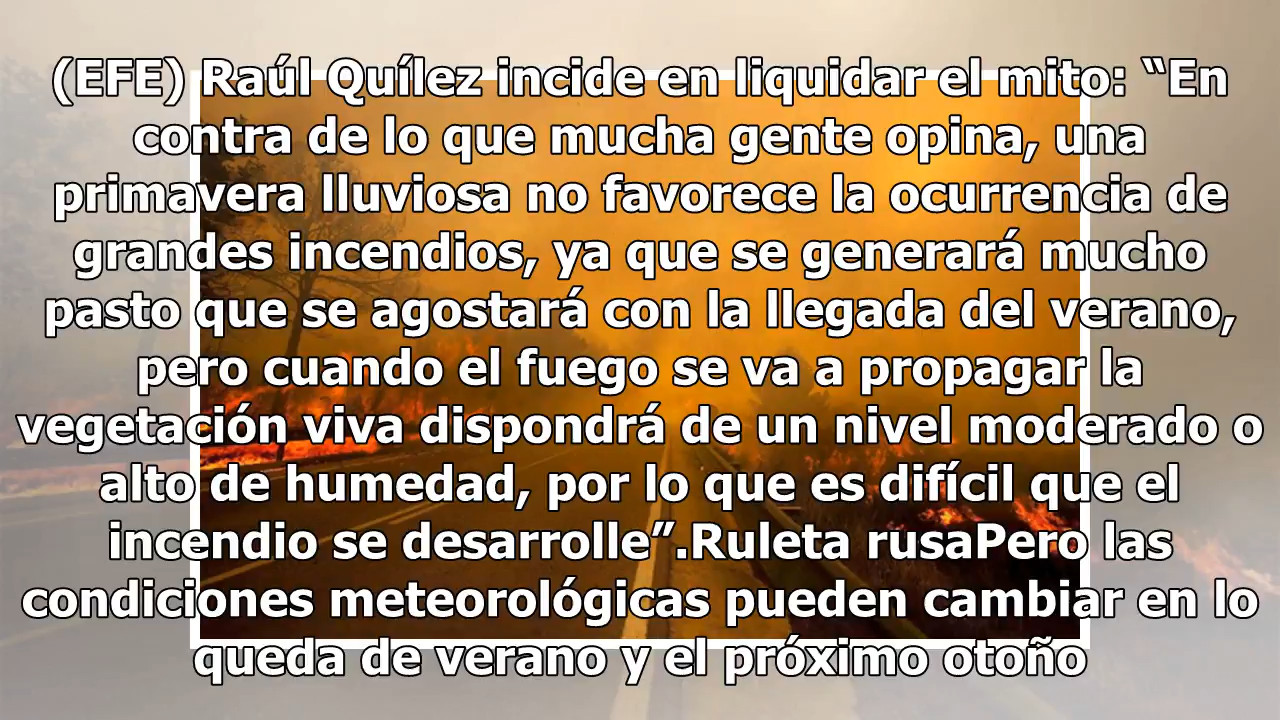 (EFE) Raúl Quílez incide en liquidar el mito: “En
contra de lo que mucha gente opina, una
primavera lluviosa no favorece la ocurrencia de
grandes incendios, ya que se generará mucho
pasto que se agostará con la llegada del verano,
pero cuando el fuego se va a propagar la
vegetación viva dispondrá de un nivel moderado o
alto de humedad, por lo que es difícil que el
incendio se desarrolle”.Ruleta rusaPero las
condiciones meteorológicas pueden cambiar en lo
queda de verano y el próximo otoño